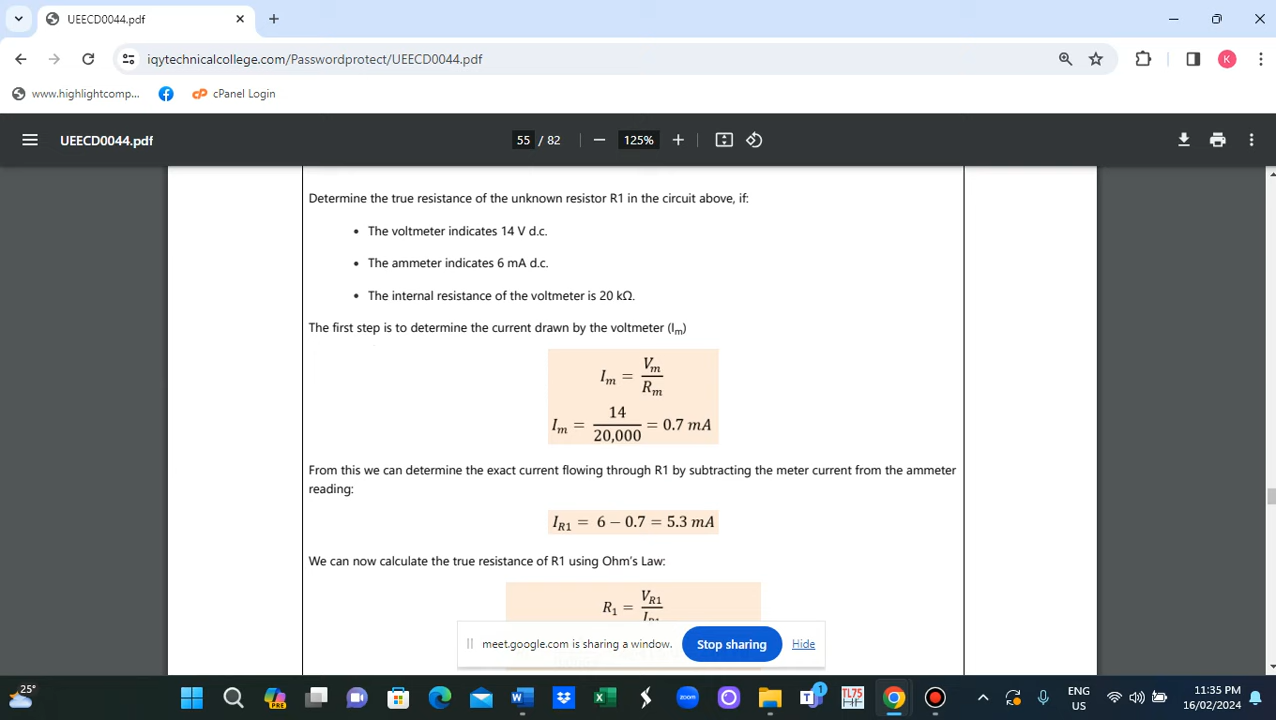 UEECD0044.pdf
iqytechnicalcollege.com/Passwordprotect/UEECD0044.pdf
K
www.highlightcomp...
cPanel Login
UEECD0044.pdf
55 / 82
125%
Determine the true resistance of the unknown resistor R1 in the circuit above, if:
• The voltmeter indicates 14 V d.c.
• The ammeter indicates 6 mA d.c.
• The internal resistance of the voltmeter is 20 kΩ.
The first step is to determine the current drawn by the voltmeter (Im)
Im = Vm / Rm
Im = 14 / 20,000 = 0.7 mA
From this we can determine the exact current flowing through R1 by subtracting the meter current from the ammeter
reading:
IR1 = 6 − 0.7 = 5.3 mA
We can now calculate the true resistance of R1 using Ohm's Law:
R1 = VR1 / IR1
meet.google.com is sharing a window.
Stop sharing
Hide
25°
PRE
zoom
1
TL75
ENG
US
11:35 PM
16/02/2024